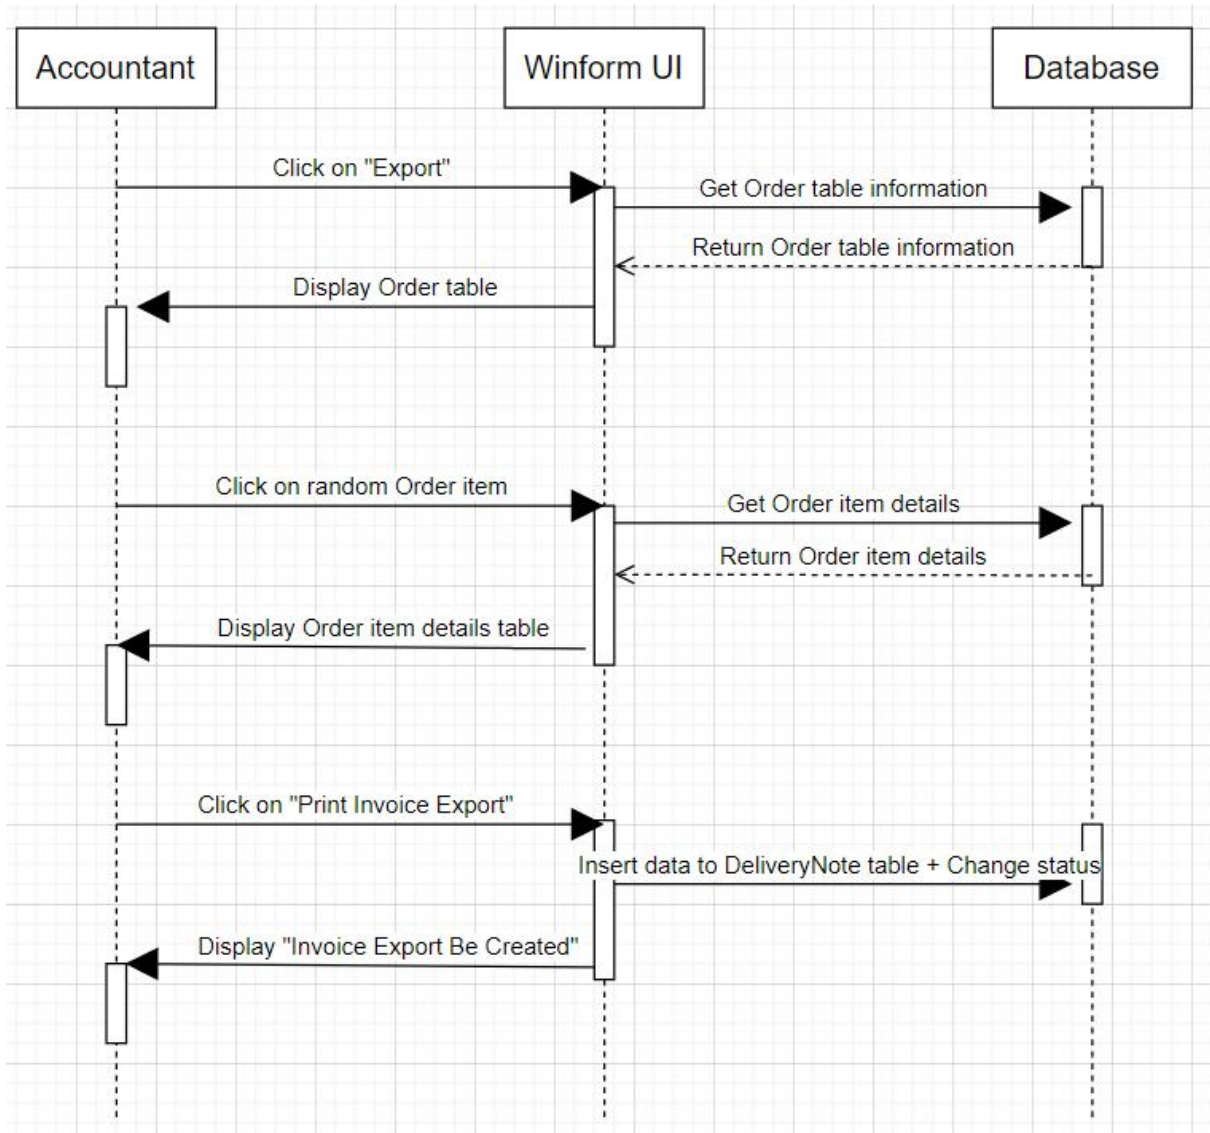 Accountant
Winform UI
Database
Click on "Export"
Get Order table information
Return Order table information
Display Order table
Click on random Order item
Get Order item details
Return Order item details
Display Order item details table
Click on "Print Invoice Export"
Insert data to DeliveryNote table + Change status
Display "Invoice Export Be Created"